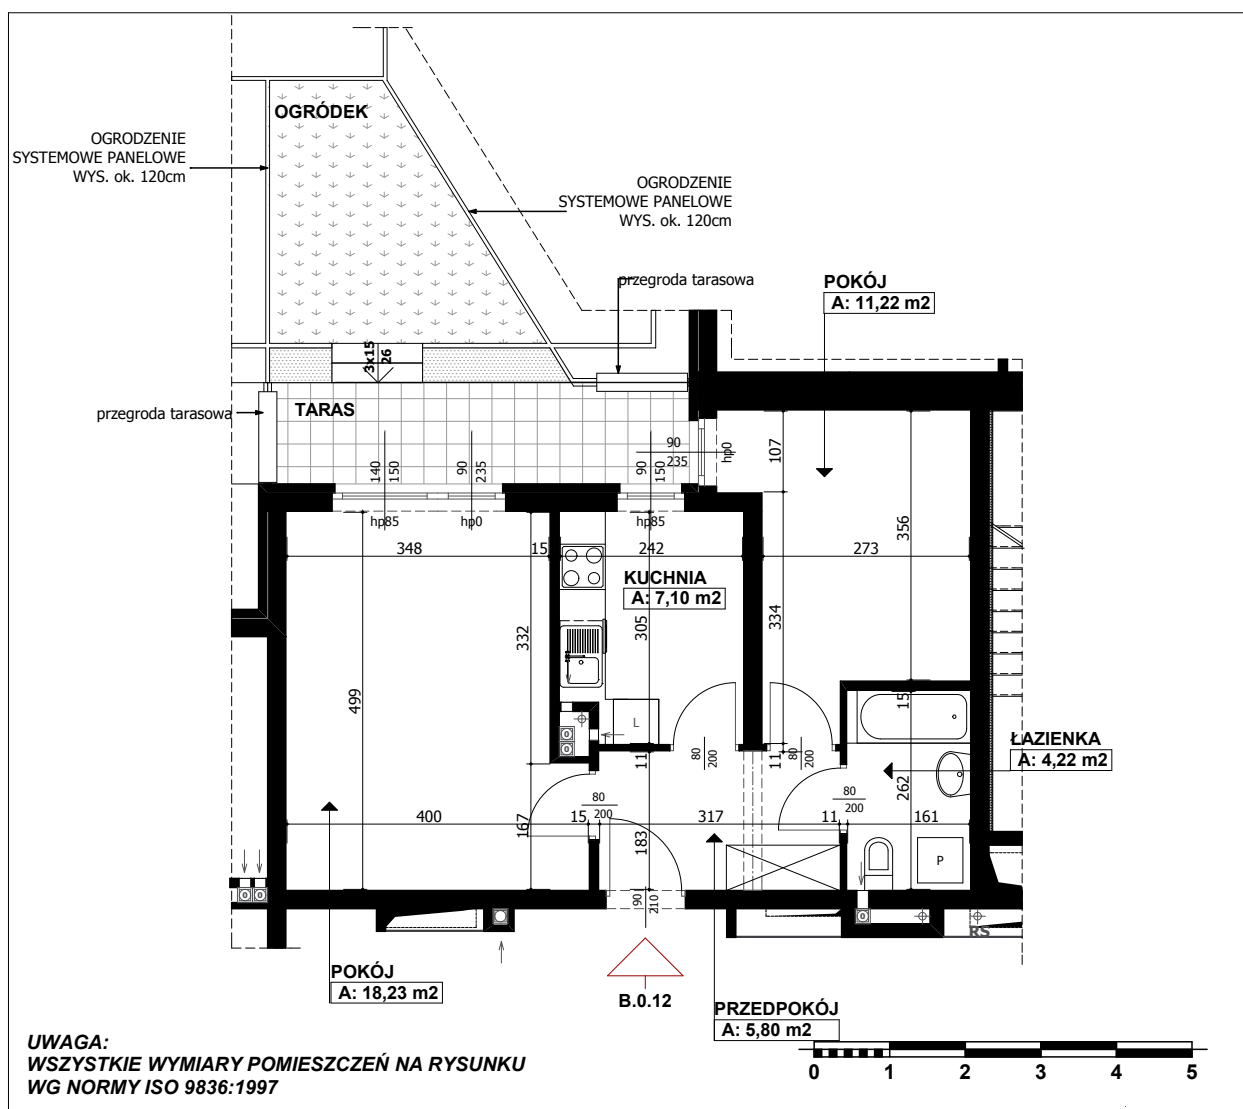 OGRÓDEK
OGRODZENIE
SYSTEMOWE PANELOWE
WYS. ok. 120cm
OGRODZENIE
SYSTEMOWE PANELOWE
WYS. ok. 120cm
przegroda tarasowa
POKÓJ
A: 11,22 m2
3x15
26
przegroda tarasowa
TARAS
140
150
90
235
90
150
90
235
hp0
107
356
hp85
hp0
hp85
348
15
242
273
KUCHNIA
A: 7,10 m2
305
332
334
499
15
L
80
200
80
200
11
11
ŁAZIENKA
A: 4,22 m2
262
80
200
80
200
400
15
317
11
161
167
183
P
90
210
RS
POKÓJ
A: 18,23 m2
B.0.12
PRZEDPOKÓJ
A: 5,80 m2
UWAGA:
WSZYSTKIE WYMIARY POMIESZCZEŃ NA RYSUNKU
WG NORMY ISO 9836:1997
0 1 2 3 4 5